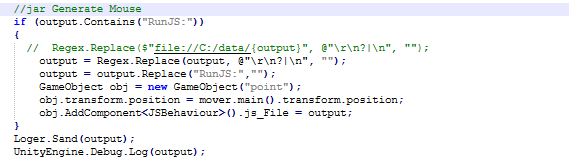 //jar Generate Mouse
if (output.Contains("RunJS:"))
{
//  Regex.Replace($"file://C:/data/{output}", @"\r\n?|\n", "");
output = Regex.Replace(output, @"\r\n?|\n", "");
output = output.Replace("RunJS:","");
GameObject obj = new GameObject("point");
obj.transform.position = mover.main().transform.position;
obj.AddComponent<JSBehaviour>().js_File = output;
}
Loger.Sand(output);
UnityEngine.Debug.Log(output);